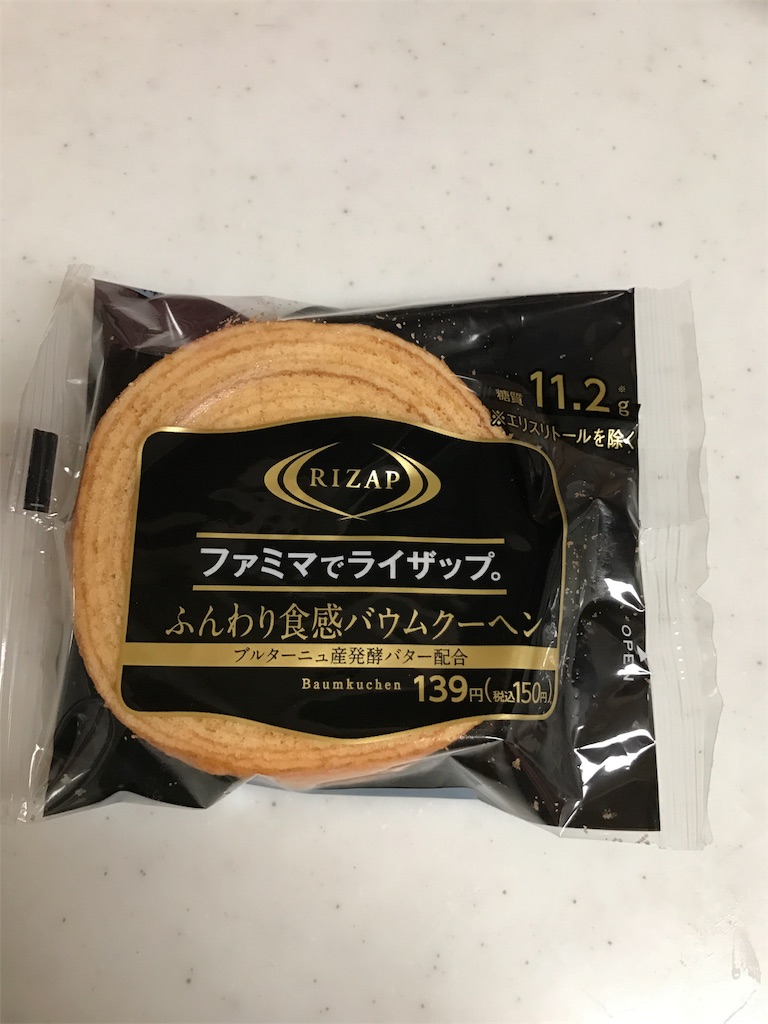 糖質 11.2g※
※エリスリトールを除く
RIZAP
ファミマでライザップ。
ふんわり食感バウムクーヘン
ブルターニュ産発酵バター配合
Baumkuchen 139円(税込150円)
OPEN